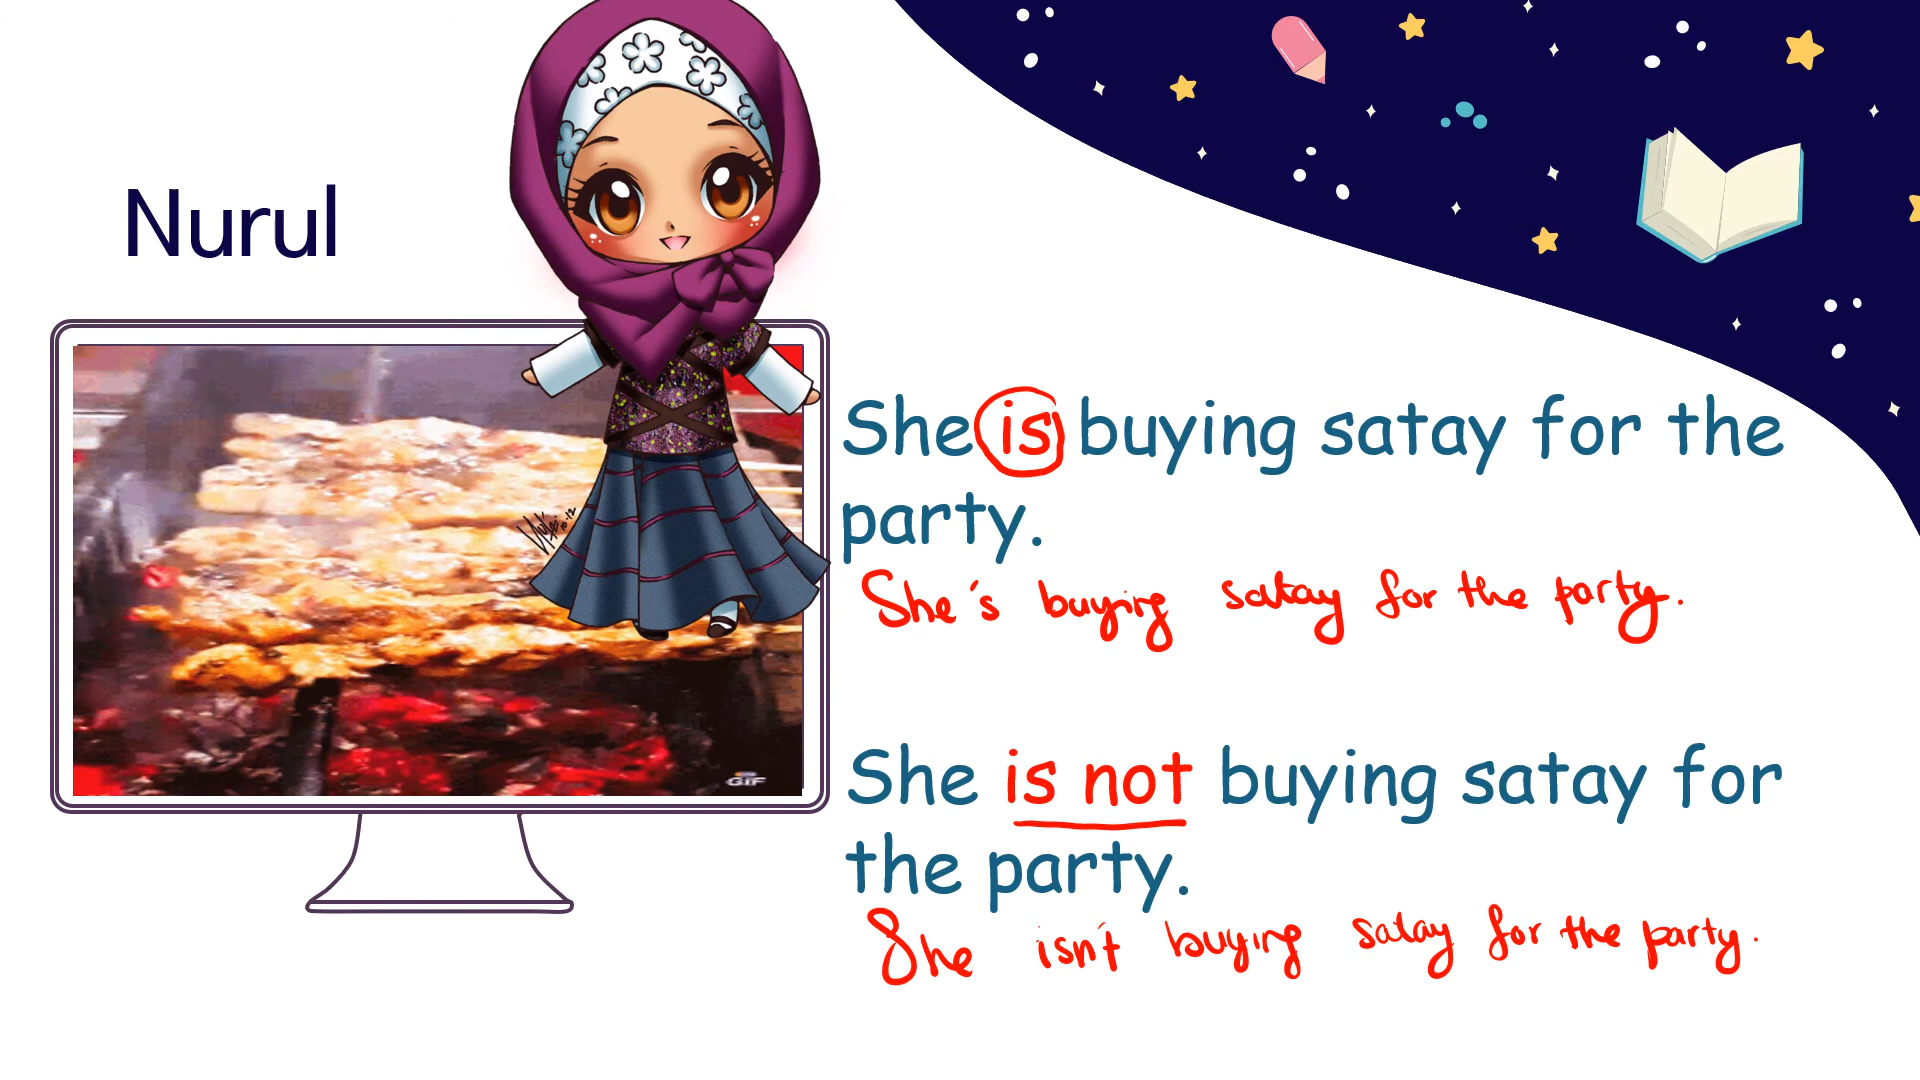 Nurul
She is buying satay for the
party.
She's buying satay for the party.
She is not buying satay for
the party.
She isn't buying satay for the party.
GIF